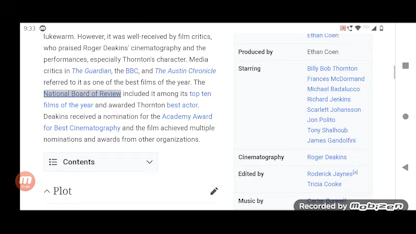 9:33
lukewarm. However, it was well-received by film critics,
who praised Roger Deakins' cinematography and the
performances, especially Thornton's character. Media
critics in The Guardian, the BBC, and The Austin Chronicle
referred to it as one of the best films of the year. The
National Board of Review included it among its top ten
films of the year and awarded Thornton best actor.
Deakins received a nomination for the Academy Award
for Best Cinematography and the film achieved multiple
nominations and awards from other organizations.
Contents
Plot
Ethan Coen
Produced by Ethan Coen
Starring Billy Bob Thornton
Frances McDormand
Michael Badalucco
Richard Jenkins
Scarlett Johansson
Jon Polito
Tony Shalhoub
James Gandolfini
Cinematography Roger Deakins
Edited by Roderick Jaynes[a]
Tricia Cooke
Music by
Recorded by
MOBIZEN